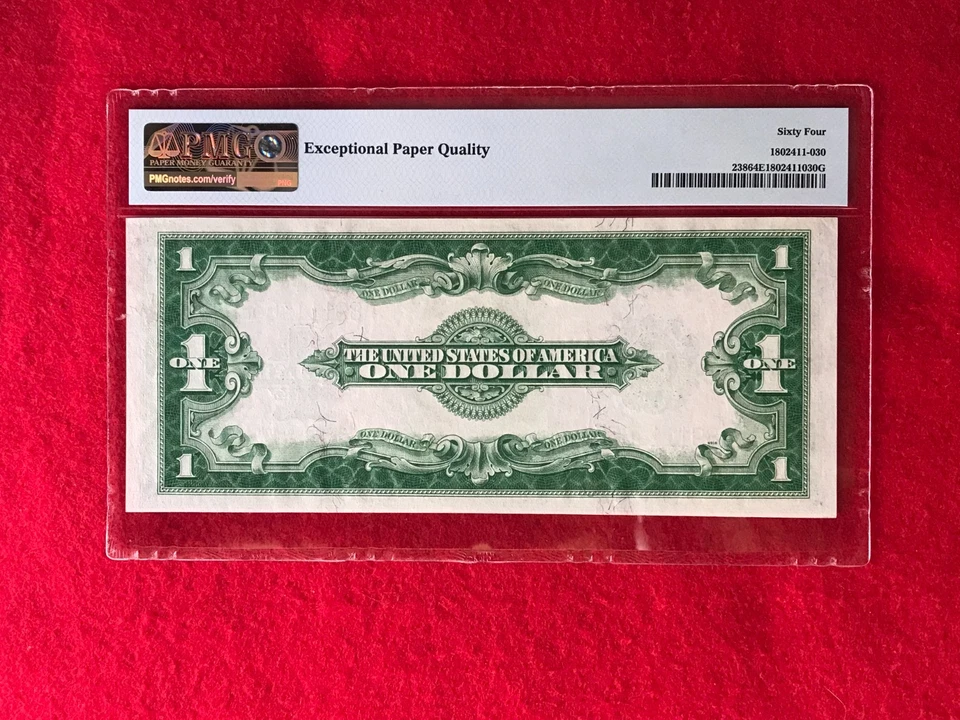 PMG
PAPER MONEY GUARANTY
PMGnotes.com/verify
PMG
Exceptional Paper Quality
Sixty Four
1802411-030
23864E1802411030G
1
1
ONE DOLLAR
ONE DOLLAR
1
ONE
THE UNITED STATES OF AMERICA
ONE DOLLAR
1
ONE
ONE DOLLAR
ONE DOLLAR
1
1